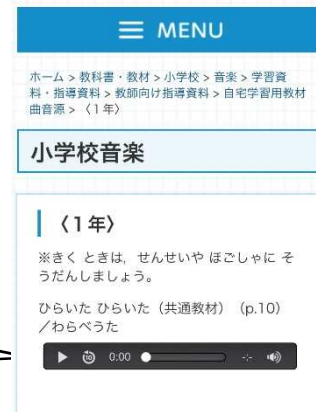 MENU
ホーム > 教科書・教材 > 小学校 > 音楽 > 学習資
料・指導資料 > 教師向け指導資料 > 自宅学習用教材
曲音源 > 〈1年〉
小学校音楽
〈1年〉
※きく ときは，せんせいや ほごしゃに そ
うだんしましょう。
ひらいた ひらいた（共通教材）（p.10）
／わらべうた
10 0:00 -:-